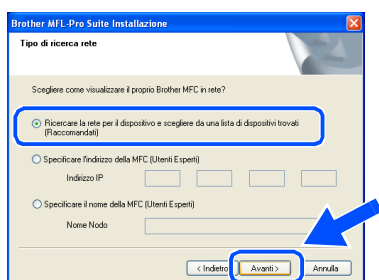 Brother MFL-Pro Suite Installazione
Tipo di ricerca rete
Scegliere come visualizzare il proprio Brother MFC in rete?
Ricercare la rete per il dispositivo e scegliere da una lista di dispositivi trovati
(Raccomandati)
Specificare l'indirizzo della MFC (Utenti Esperti)
Indirizzo IP
Specificare il nome della MFC (Utenti Esperti)
Nome Nodo
< Indietro Avanti > Annulla